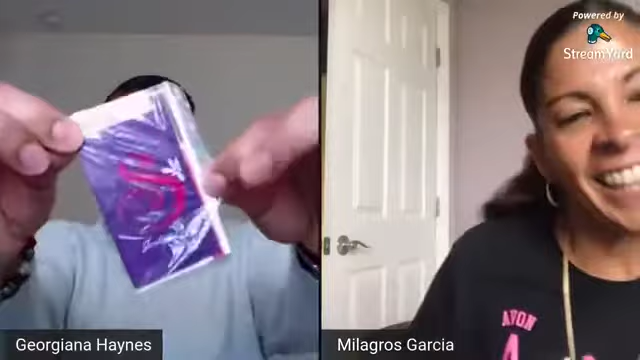 Powered by
StreamYard
AVON
Georgiana Haynes
Milagros Garcia